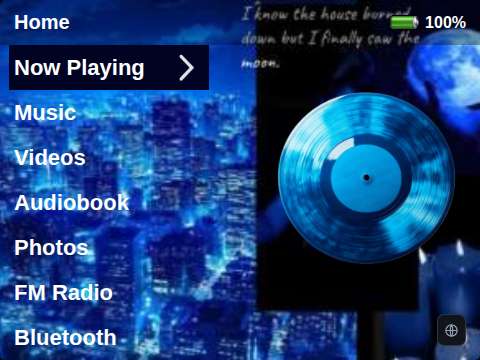 Home
100%
I know the house burned
down but I finally saw the
moon.
Now Playing
Music
Videos
Audiobook
Photos
FM Radio
Bluetooth